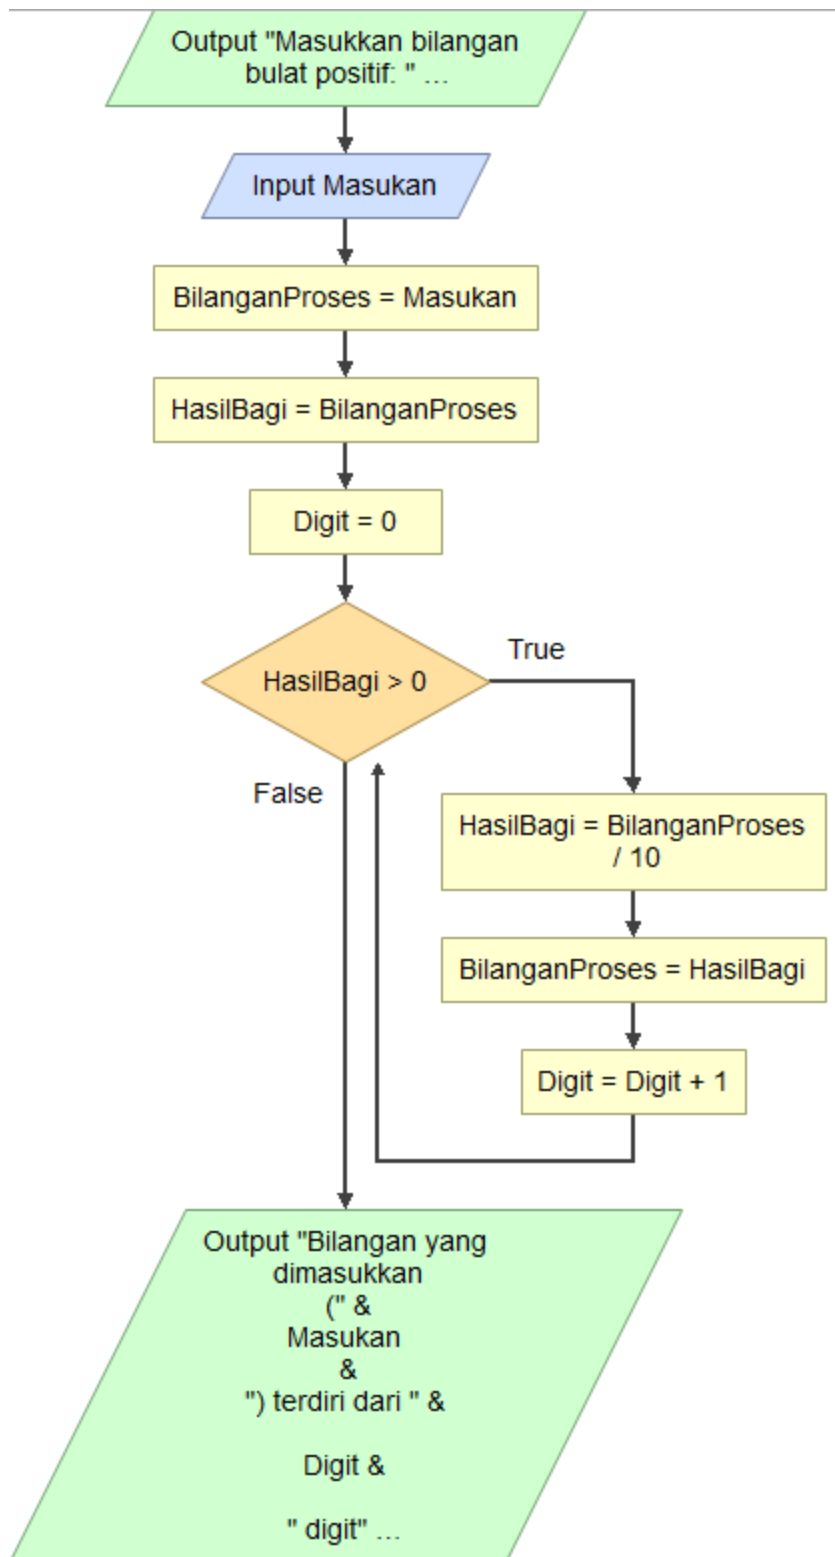 Output "Masukkan bilangan
bulat positif: " ...
Input Masukan
BilanganProses = Masukan
HasilBagi = BilanganProses
Digit = 0
HasilBagi > 0
True
False
HasilBagi = BilanganProses
/ 10
BilanganProses = HasilBagi
Digit = Digit + 1
Output "Bilangan yang
dimasukkan
(" &
Masukan
&
") terdiri dari " &
Digit &
" digit" ...